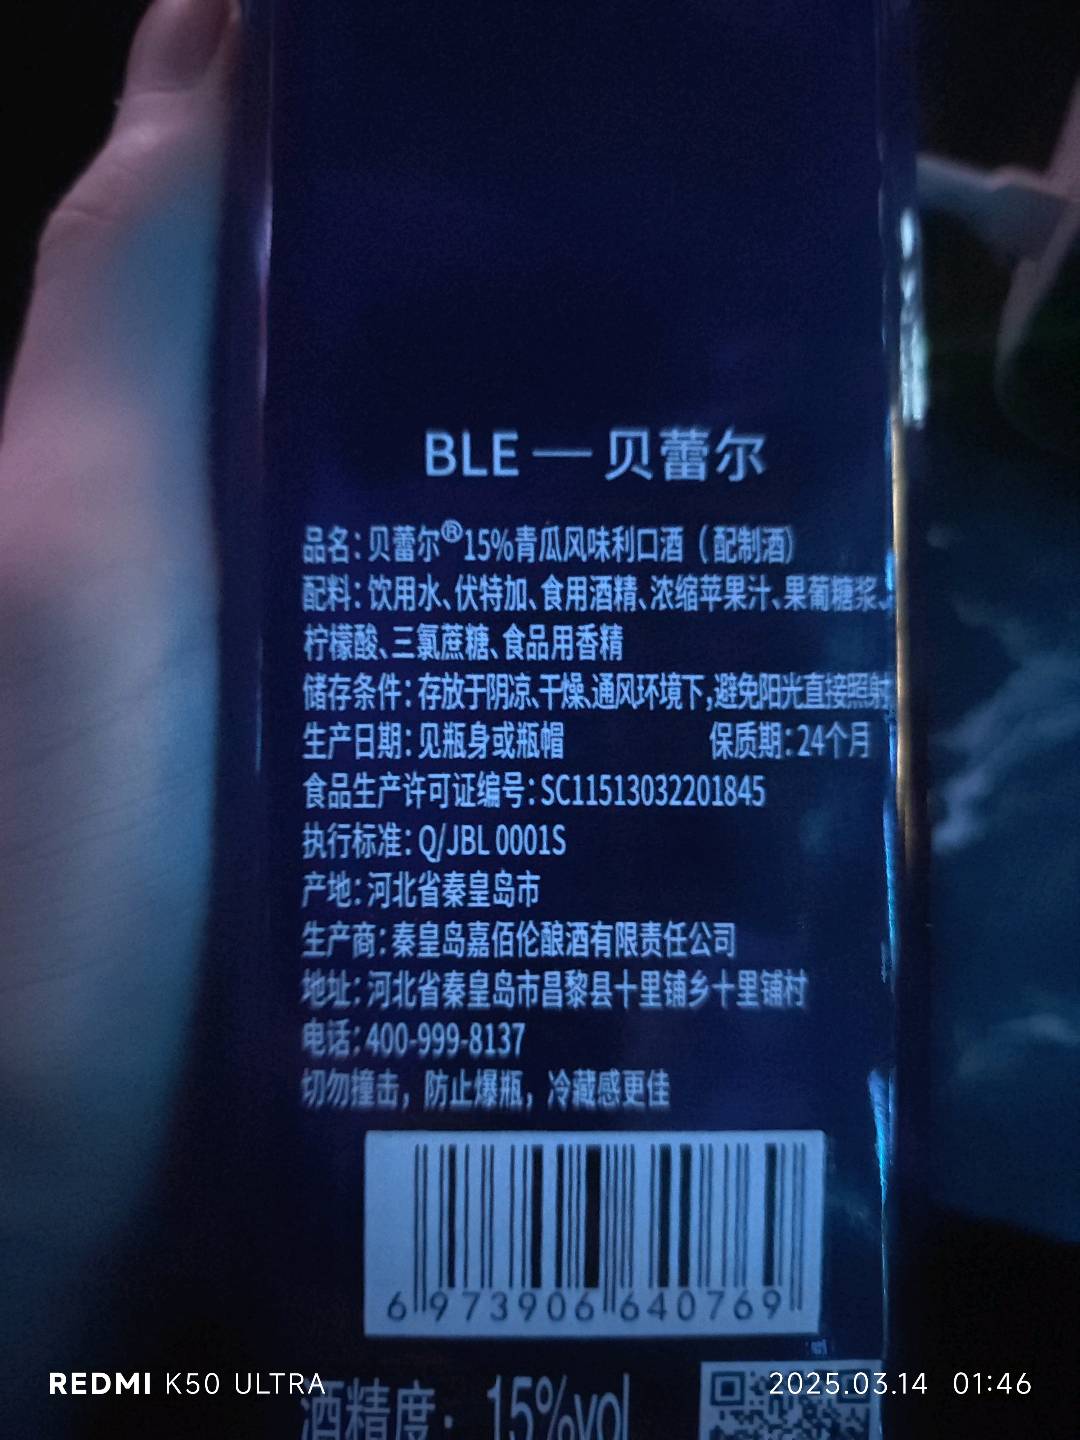 BLE — 贝蕾尔
品名：贝蕾尔®15%青瓜风味利口酒（配制酒）
配料：饮用水、伏特加、食用酒精、浓缩苹果汁、果葡糖浆、
柠檬酸、三氯蔗糖、食品用香精
储存条件：存放于阴凉、干燥、通风环境下，避免阳光直接照射
生产日期：见瓶身或瓶帽 保质期：24个月
食品生产许可证编号：SC11513032201845
执行标准：Q/JBL 0001S
产地：河北省秦皇岛市
生产商：秦皇岛嘉佰伦酿酒有限责任公司
地址：河北省秦皇岛市昌黎县十里铺乡十里铺村
电话：400-999-8137
切勿撞击，防止爆瓶，冷藏感更佳
6 973906 640769
酒精度：15%vol
REDMI K50 ULTRA 2025.03.14 01:46